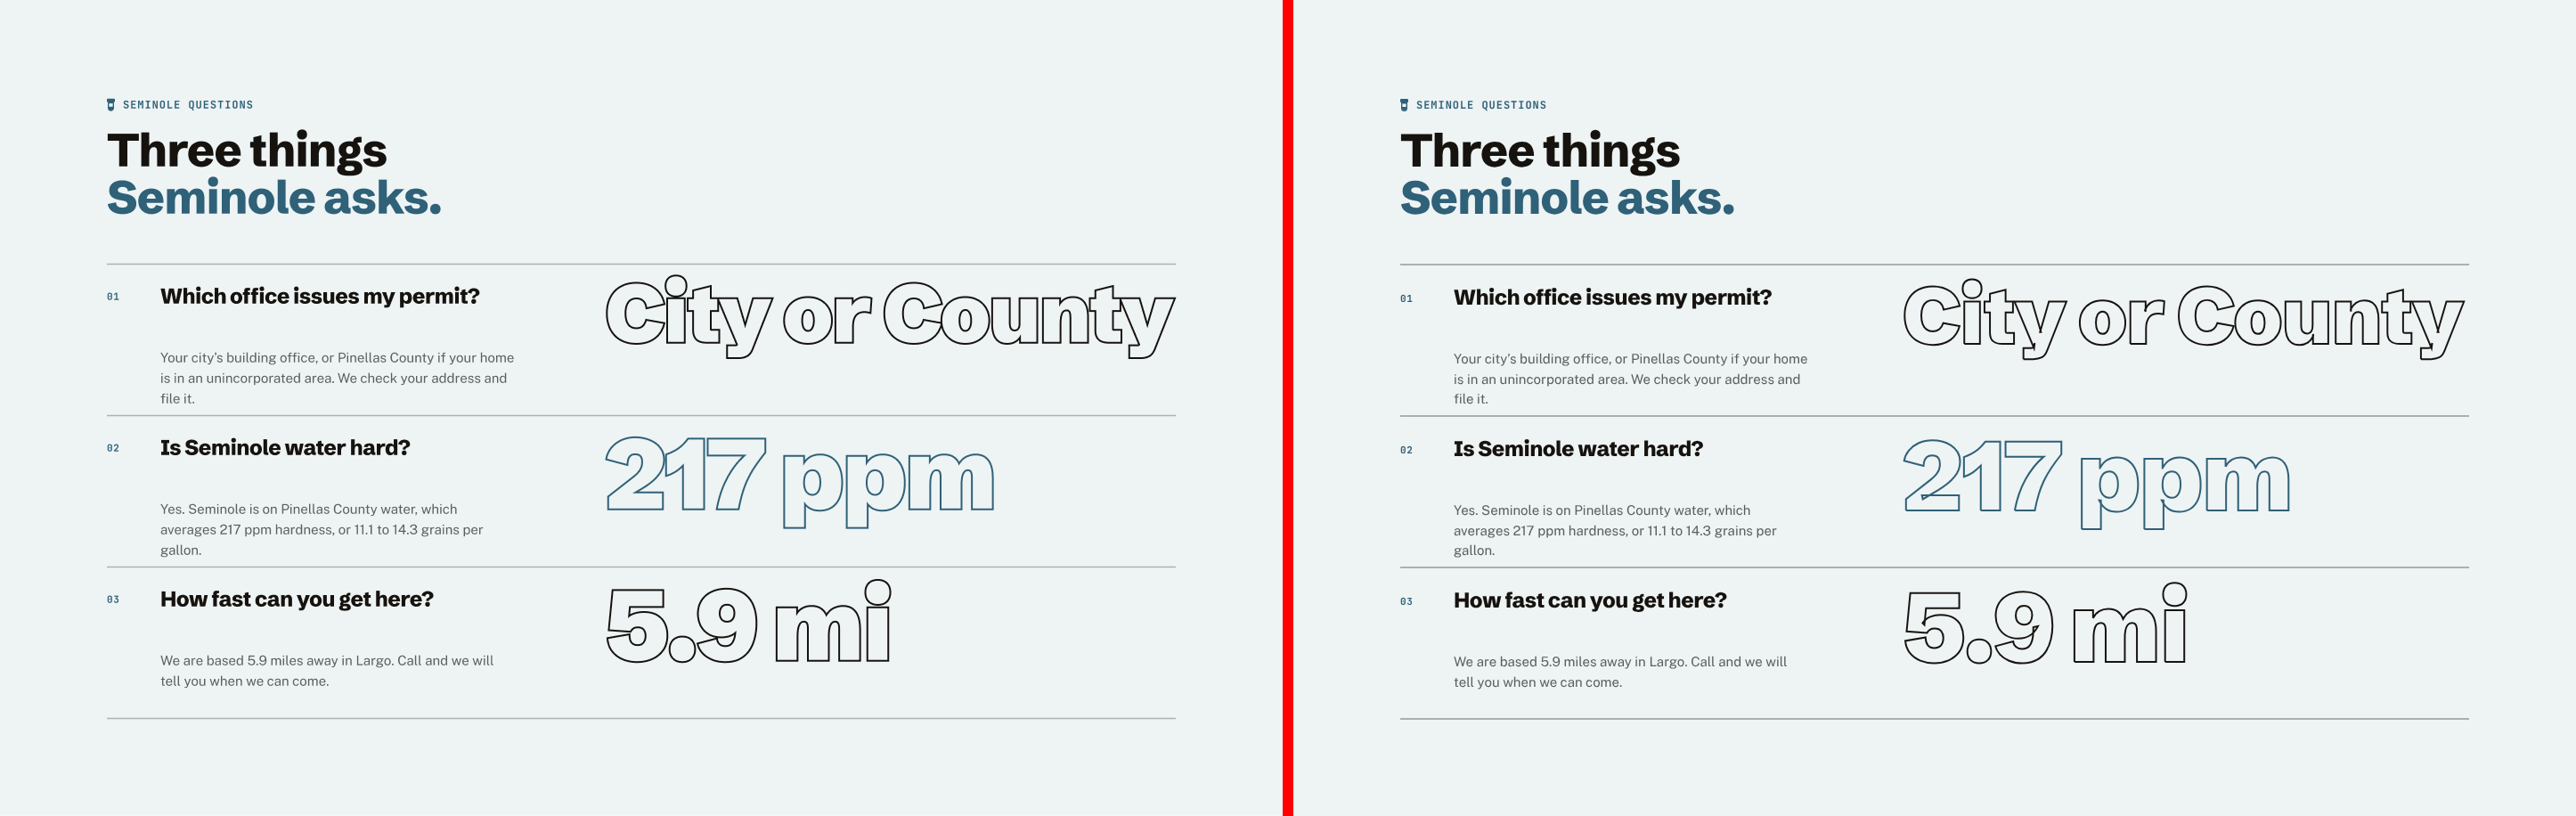 SEMINOLE QUESTIONS
Three things
Seminole asks.
01
Which office issues my permit?
Your city's building office, or Pinellas County if your home
is in an unincorporated area. We check your address and
file it.
City or County
02
Is Seminole water hard?
Yes. Seminole is on Pinellas County water, which
averages 217 ppm hardness, or 11.1 to 14.3 grains per
gallon.
217 ppm
03
How fast can you get here?
We are based 5.9 miles away in Largo. Call and we will
tell you when we can come.
5.9 mi
SEMINOLE QUESTIONS
Three things
Seminole asks.
01
Which office issues my permit?
Your city's building office, or Pinellas County if your home
is in an unincorporated area. We check your address and
file it.
City or County
02
Is Seminole water hard?
Yes. Seminole is on Pinellas County water, which
averages 217 ppm hardness, or 11.1 to 14.3 grains per
gallon.
217 ppm
03
How fast can you get here?
We are based 5.9 miles away in Largo. Call and we will
tell you when we can come.
5.9 mi